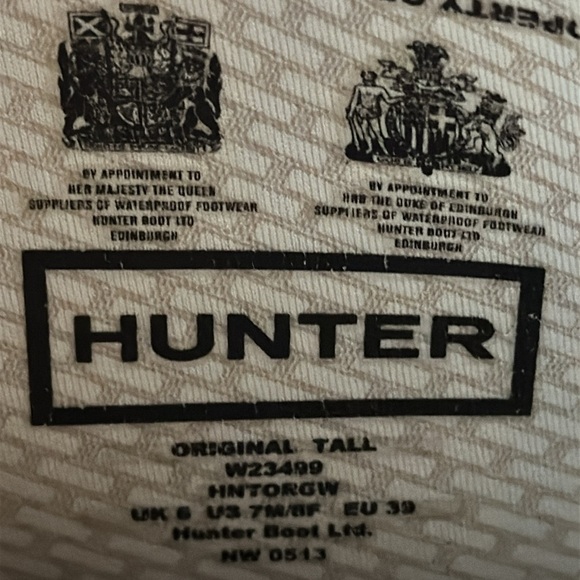 PROPERTY O
BY APPOINTMENT TO
HER MAJESTY THE QUEEN
SUPPLIERS OF WATERPROOF FOOTWEAR
HUNTER BOOT LTD
EDINBURGH
BY APPOINTMENT TO
HRH THE DUKE OF EDINBURGH
SUPPLIERS OF WATERPROOF FOOTWEAR
HUNTER BOOT LTD.
EDINBURGH
HUNTER
ORIGINAL TALL
W23499
HNTORGW
UK 6 US 7M/8F EU 39
Hunter Boot Ltd.
NW 0513